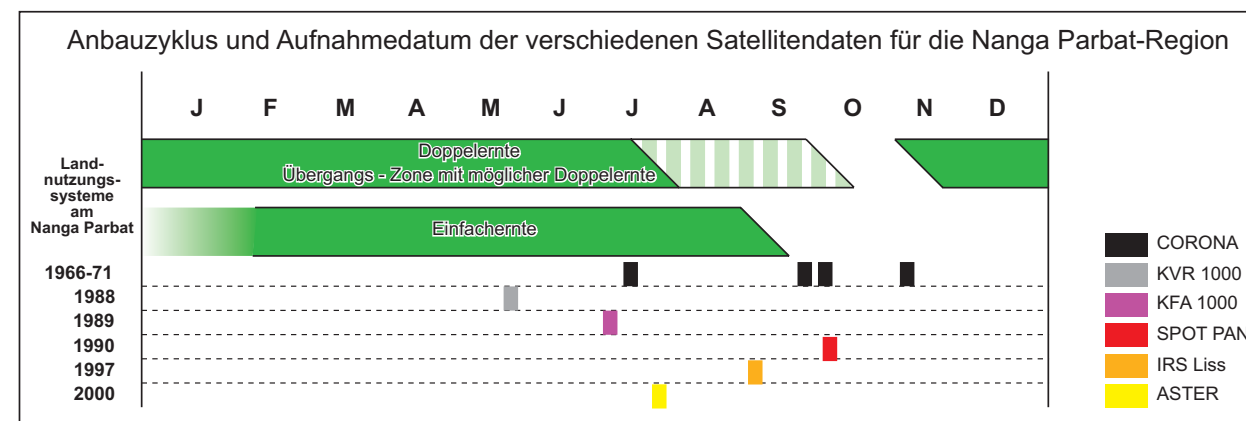 Anbauzyklus und Aufnahmedatum der verschiedenen Satellitendaten für die Nanga Parbat-Region
J F M A M J J A S O N D
Land-
nutzungs-
systeme
am
Nanga Parbat
Doppelernte
Übergangs - Zone mit möglicher Doppelernte
Einfachernte
1966-71
1988
1989
1990
1997
2000
CORONA
KVR 1000
KFA 1000
SPOT PAN
IRS Liss
ASTER